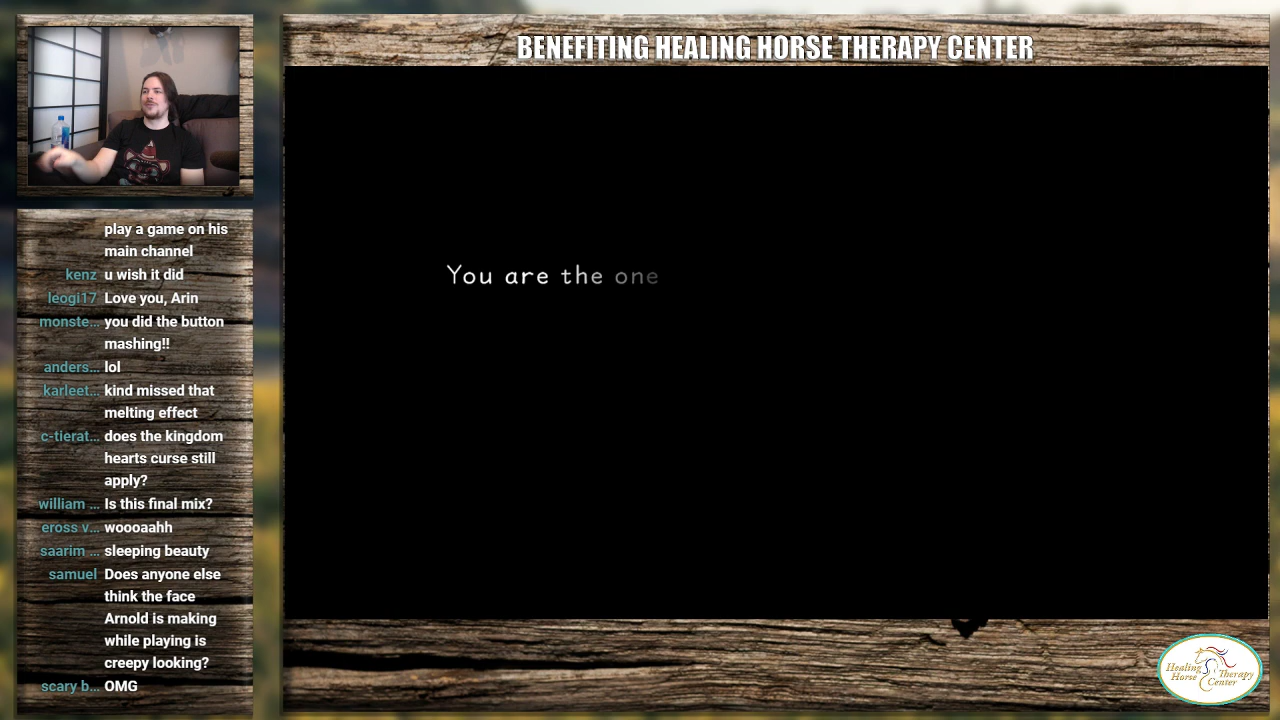 BENEFITING HEALING HORSE THERAPY CENTER
You are the one
play a game on his
main channel
kenz u wish it did
leogi17 Love you, Arin
monste... you did the button
mashing!!
anders... lol
karleet... kind missed that
melting effect
c-tierat... does the kingdom
hearts curse still
apply?
william ... Is this final mix?
eross v... woooaahh
saarim ... sleeping beauty
samuel Does anyone else
think the face
Arnold is making
while playing is
creepy looking?
scary b... OMG
Healing
Horse Therapy
Center